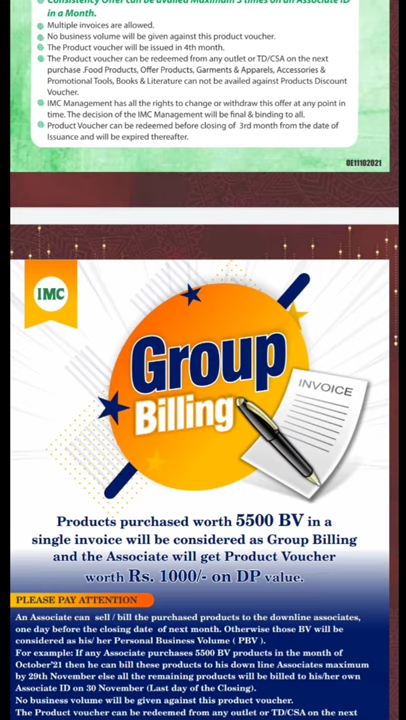 Consistency Offer can be availed Maximum 3 times on an Associate ID
in a Month.
Multiple invoices are allowed.
No business volume will be given against this product voucher.
The Product voucher will be issued in 4th month.
The Product voucher can be redeemed from any outlet or TD/CSA on the next
purchase .Food Products, Offer Products, Garments & Apparels, Accessories &
Promotional Tools, Books & Literature can not be availed against Products Discount
Voucher.
IMC Management has all the rights to change or withdraw this offer at any point in
time. The decision of the IMC Management will be final & binding to all.
Product Voucher can be redeemed before closing of 3rd month from the date of
Issuance and will be expired thereafter.
OE11102021
IMC
Group
Billing
INVOICE
Products purchased worth 5500 BV in a
single invoice will be considered as Group Billing
and the Associate will get Product Voucher
worth Rs. 1000/- on DP value.
PLEASE PAY ATTENTION
An Associate can sell / bill the purchased products to the downline associates,
one day before the closing date of next month. Otherwise those BV will be
considered as his/ her Personal Business Volume ( PBV ).
For example: If any Associate purchases 5500 BV products in the month of
October'21 then he can bill these products to his down line Associates maximum
by 29th November else all the remaining products will be billed to his/her own
Associate ID on 30 November (Last day of the Closing).
No business volume will be given against this product voucher.
The Product voucher can be redeemed from any outlet or TD/CSA on the next